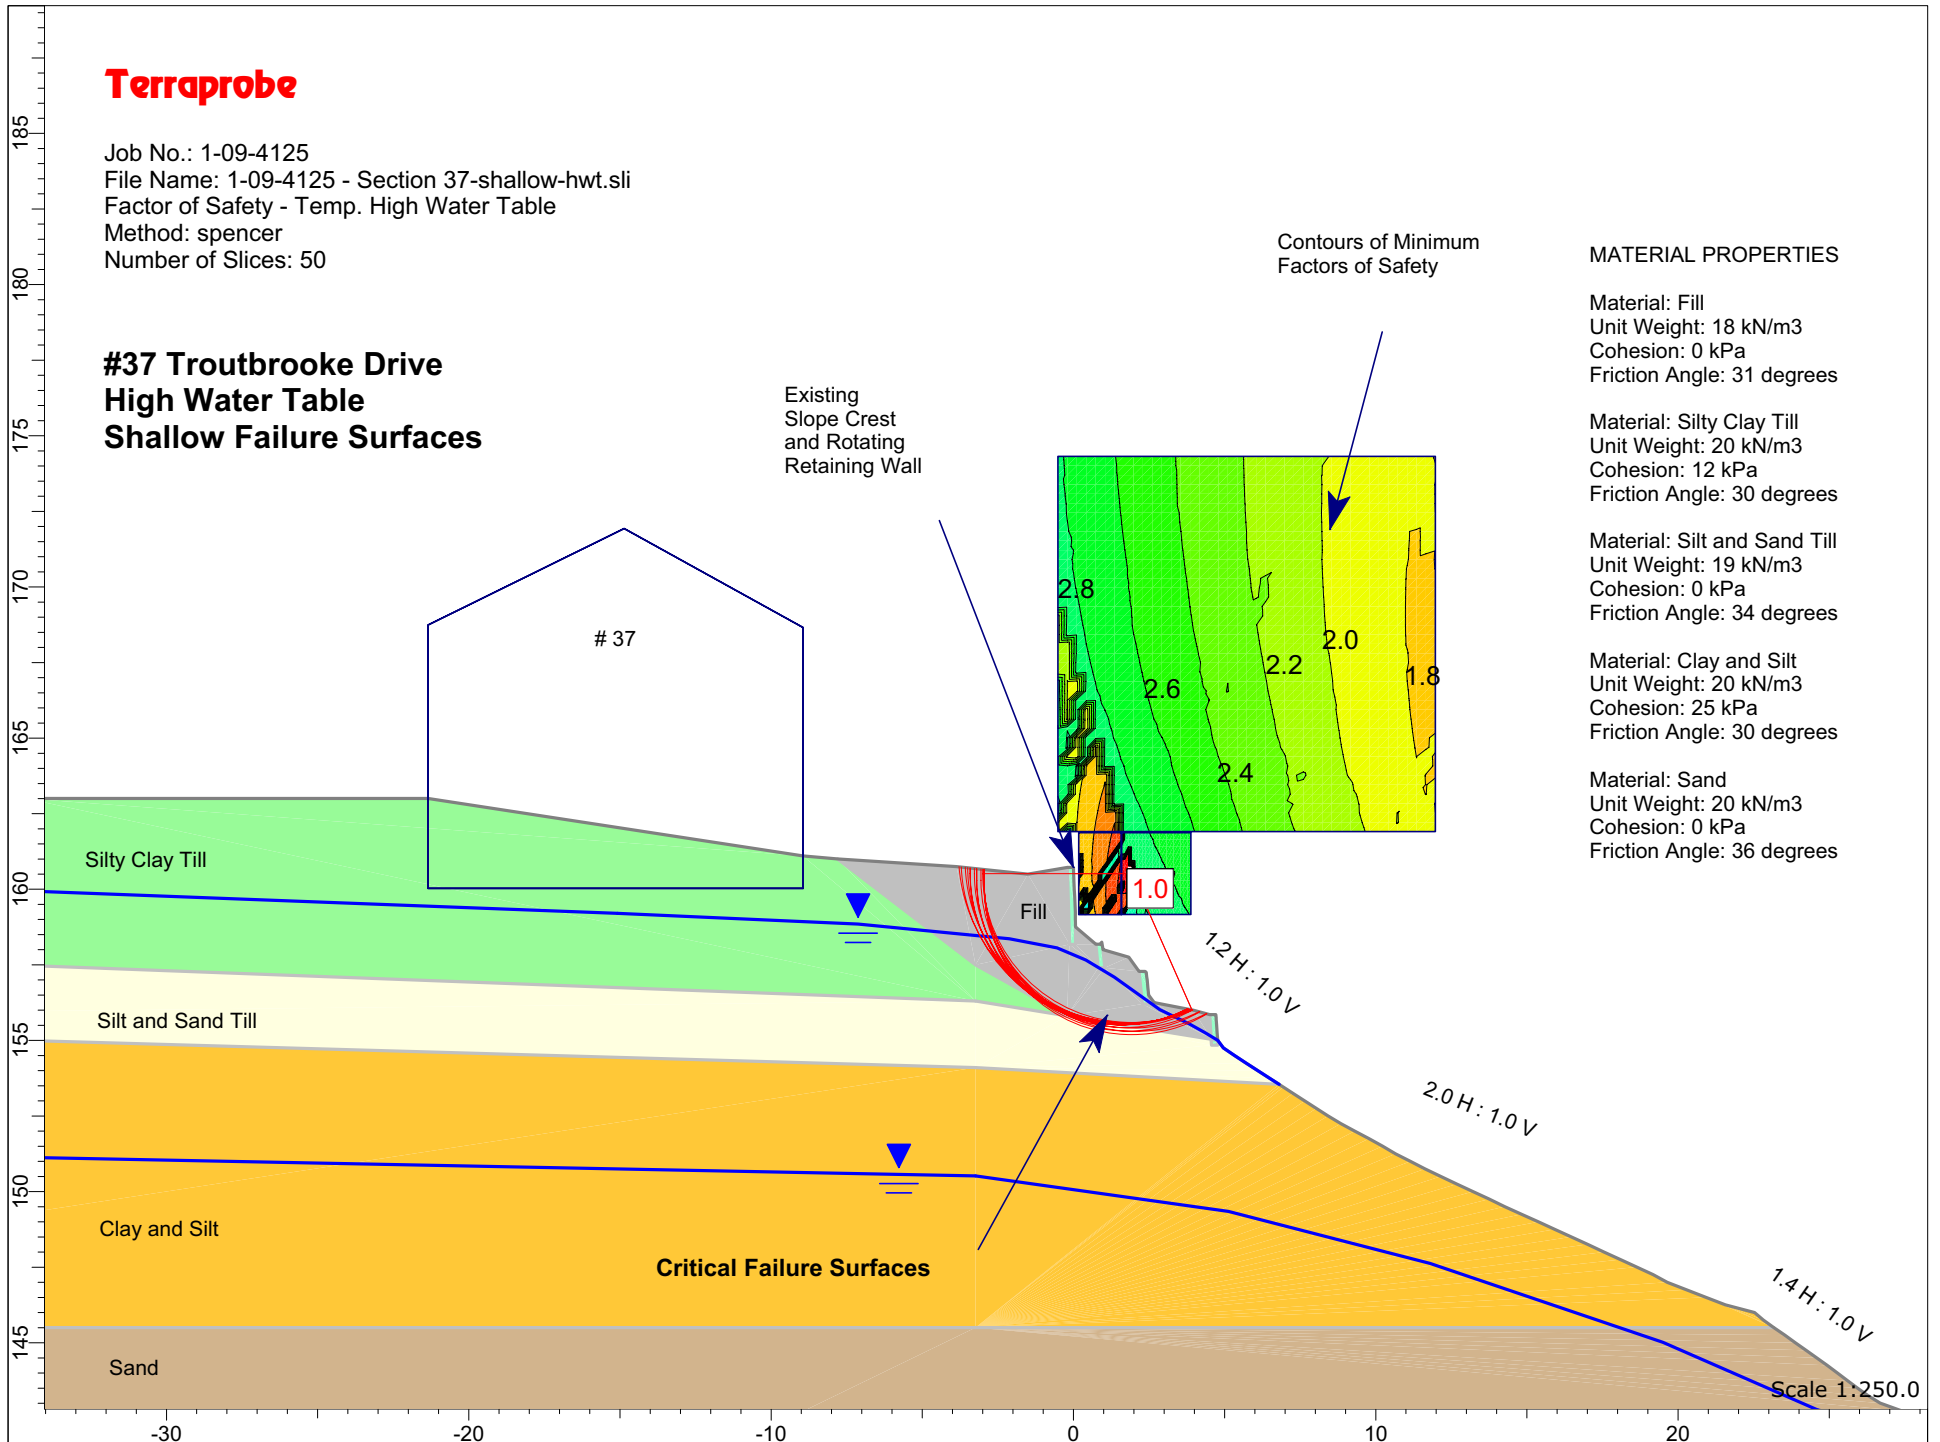 Terraprobe
Job No.: 1-09-4125
File Name: 1-09-4125 - Section 37-shallow-hwt.sli
Factor of Safety - Temp. High Water Table
Method: spencer
Number of Slices: 50
#37 Troutbrooke Drive
High Water Table
Shallow Failure Surfaces
Existing
Slope Crest
and Rotating
Retaining Wall
Contours of Minimum
Factors of Safety
MATERIAL PROPERTIES
Material: Fill
Unit Weight: 18 kN/m3
Cohesion: 0 kPa
Friction Angle: 31 degrees
Material: Silty Clay Till
Unit Weight: 20 kN/m3
Cohesion: 12 kPa
Friction Angle: 30 degrees
Material: Silt and Sand Till
Unit Weight: 19 kN/m3
Cohesion: 0 kPa
Friction Angle: 34 degrees
Material: Clay and Silt
Unit Weight: 20 kN/m3
Cohesion: 25 kPa
Friction Angle: 30 degrees
Material: Sand
Unit Weight: 20 kN/m3
Cohesion: 0 kPa
Friction Angle: 36 degrees
# 37
2.8
2.6
2.4
2.2
2.0
1.8
1.0
Fill
Silty Clay Till
Silt and Sand Till
Clay and Silt
Sand
Critical Failure Surfaces
1.2 H : 1.0 V
2.0 H : 1.0 V
1.4 H : 1.0 V
Scale 1:250.0
185
180
175
170
165
160
155
150
145
-30
-20
-10
0
10
20